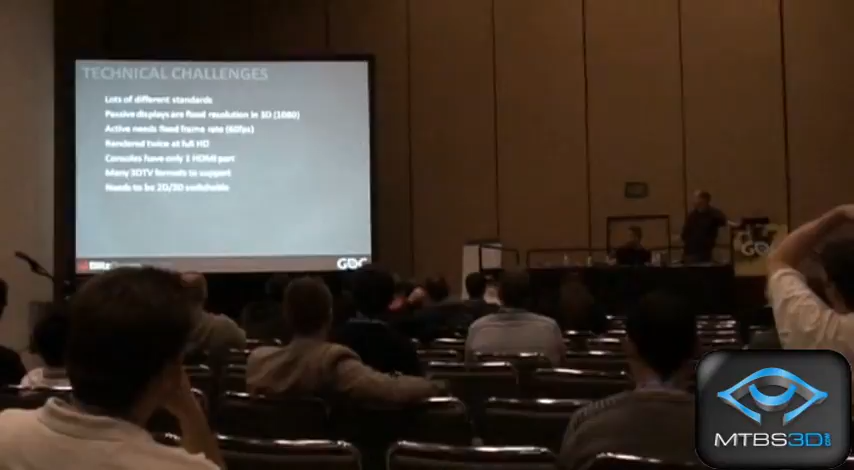 TECHNICAL CHALLENGES
Lots of different standards
Passive displays are fixed resolution in 3D (1080)
Active needs fixed frame rate (60fps)
Rendered twice at full HD
Consoles have only 1 HDMI port
Many 3DTV formats to support
Needs to be 2D/3D switchable
Blitz
GDC
GDC
MTBS3D